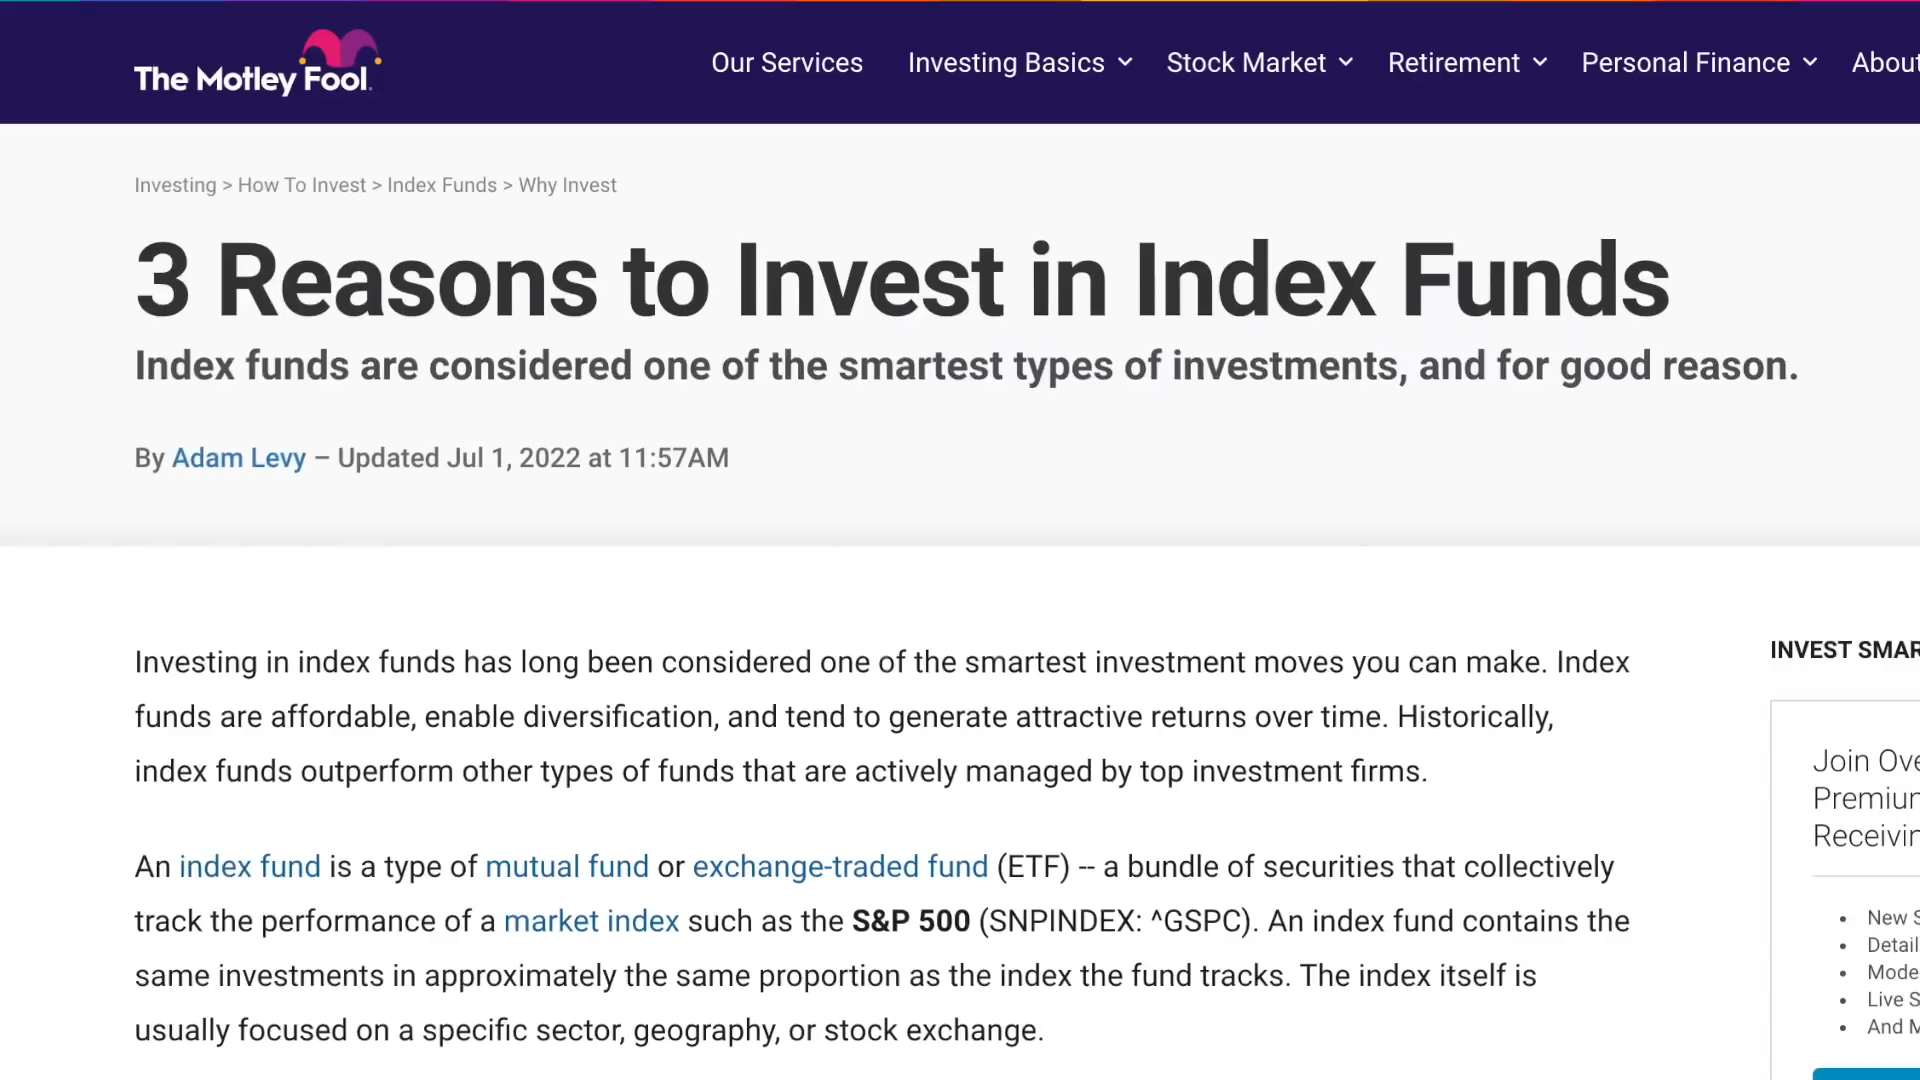 The Motley Fool.
Our Services
Investing Basics
Stock Market
Retirement
Personal Finance
About
Investing > How To Invest > Index Funds > Why Invest
3 Reasons to Invest in Index Funds
Index funds are considered one of the smartest types of investments, and for good reason.
By Adam Levy – Updated Jul 1, 2022 at 11:57AM
Investing in index funds has long been considered one of the smartest investment moves you can make. Index
funds are affordable, enable diversification, and tend to generate attractive returns over time. Historically,
index funds outperform other types of funds that are actively managed by top investment firms.
An index fund is a type of mutual fund or exchange-traded fund (ETF) -- a bundle of securities that collectively
track the performance of a market index such as the S&P 500 (SNPINDEX: ^GSPC). An index fund contains the
same investments in approximately the same proportion as the index the fund tracks. The index itself is
usually focused on a specific sector, geography, or stock exchange.
INVEST
Join
New
Live
And